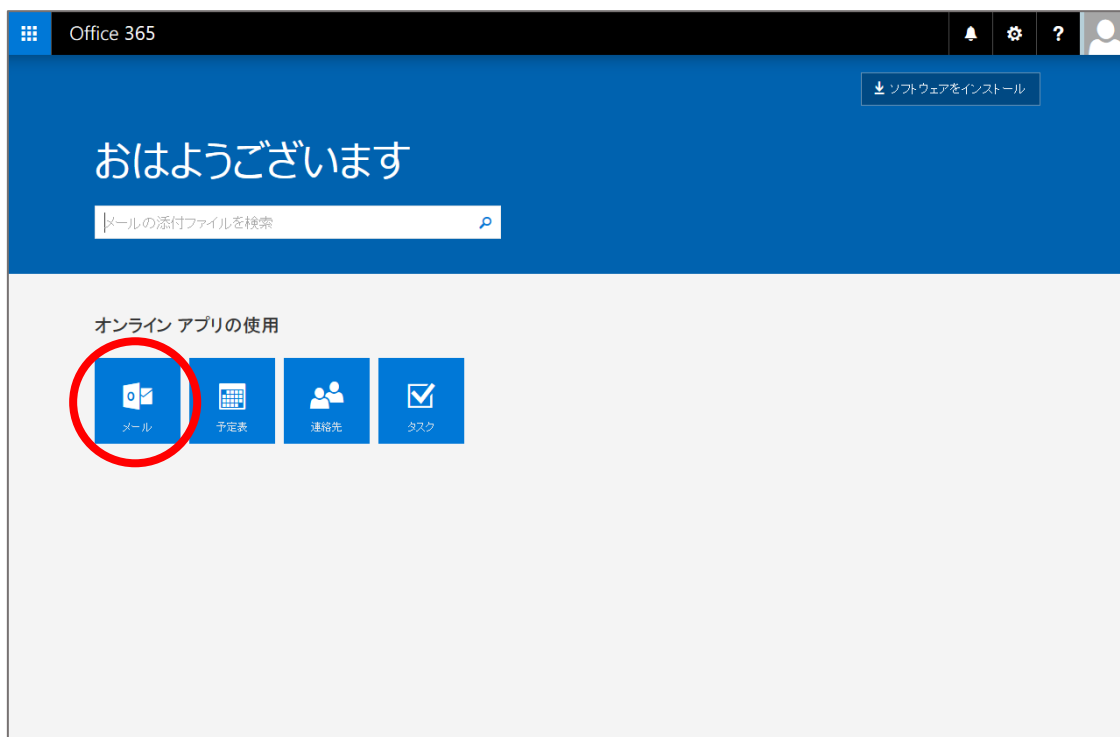 Office 365
?
ソフトウェアをインストール
おはようございます
メールの添付ファイルを検索
オンライン アプリの使用
メール
予定表
連絡先
タスク